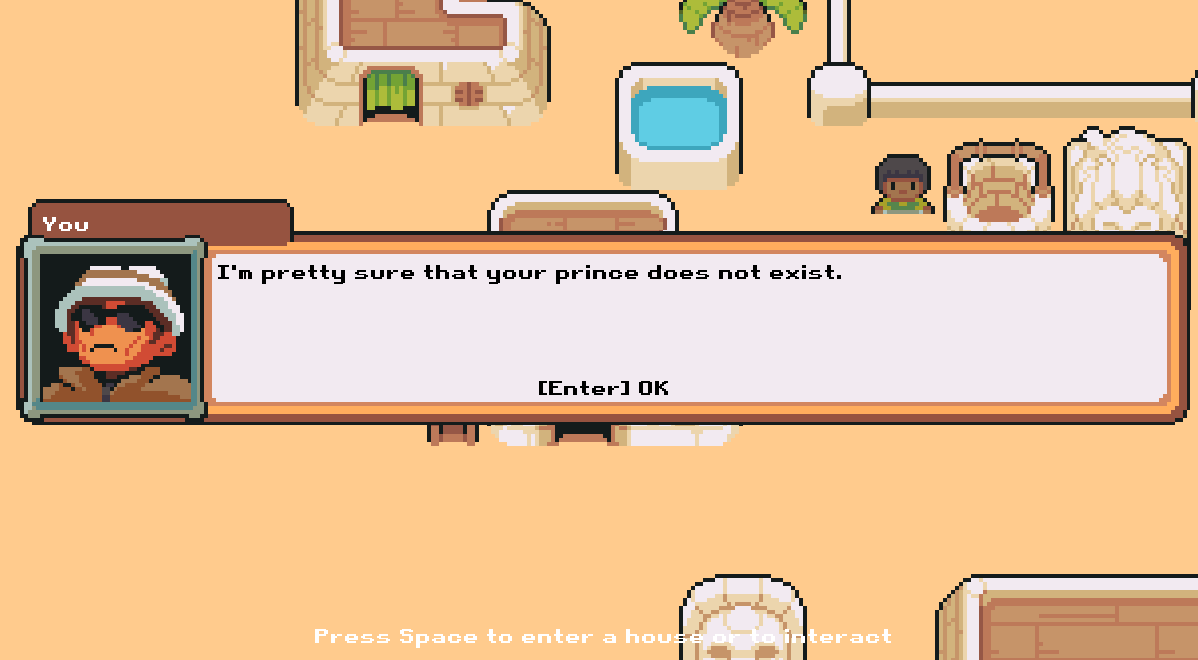 You
I'm pretty sure that your prince does not exist.
[Enter] OK
Press Space to enter a house or to interact